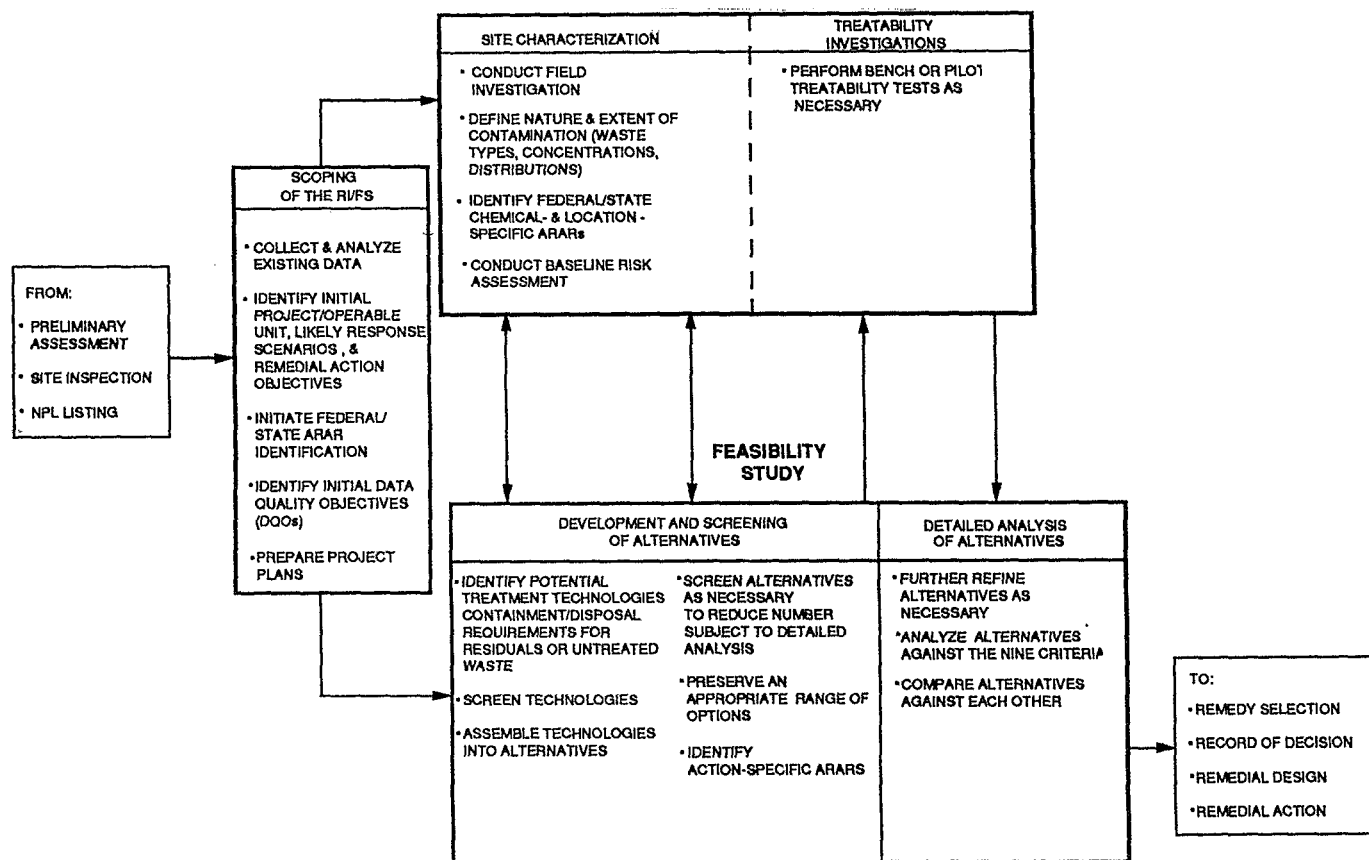 FROM:
• PRELIMINARY
ASSESSMENT
• SITE INSPECTION
• NPL LISTING
SCOPING
OF THE RI/FS
• COLLECT & ANALYZE
EXISTING DATA
• IDENTIFY INITIAL
PROJECT/OPERABLE
UNIT, LIKELY RESPONSE
SCENARIOS , &
REMEDIAL ACTION
OBJECTIVES
• INITIATE FEDERAL/
STATE ARAR
IDENTIFICATION
• IDENTIFY INITIAL DATA
QUALITY OBJECTIVES
(DQOs)
• PREPARE PROJECT
PLANS
SITE CHARACTERIZATION
• CONDUCT FIELD
INVESTIGATION
• DEFINE NATURE & EXTENT OF
CONTAMINATION (WASTE
TYPES, CONCENTRATIONS,
DISTRIBUTIONS)
• IDENTIFY FEDERAL/STATE
CHEMICAL- & LOCATION -
SPECIFIC ARARs
• CONDUCT BASELINE RISK
ASSESSMENT
TREATABILITY
INVESTIGATIONS
• PERFORM BENCH OR PILOT
TREATABILITY TESTS AS
NECESSARY
FEASIBILITY
STUDY
DEVELOPMENT AND SCREENING
OF ALTERNATIVES
• IDENTIFY POTENTIAL
TREATMENT TECHNOLOGIES
CONTAINMENT/DISPOSAL
REQUIREMENTS FOR
RESIDUALS OR UNTREATED
WASTE
• SCREEN TECHNOLOGIES
• ASSEMBLE TECHNOLOGIES
INTO ALTERNATIVES
• SCREEN ALTERNATIVES
AS NECESSARY
TO REDUCE NUMBER
SUBJECT TO DETAILED
ANALYSIS
• PRESERVE AN
APPROPRIATE RANGE OF
OPTIONS
• IDENTIFY
ACTION-SPECIFIC ARARS
DETAILED ANALYSIS
OF ALTERNATIVES
• FURTHER REFINE
ALTERNATIVES AS
NECESSARY
• ANALYZE ALTERNATIVES
AGAINST THE NINE CRITERIA
• COMPARE ALTERNATIVES
AGAINST EACH OTHER
TO:
• REMEDY SELECTION
• RECORD OF DECISION
• REMEDIAL DESIGN
• REMEDIAL ACTION